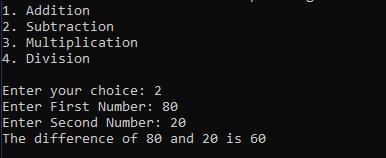 1. Addition
2. Subtraction
3. Multiplication
4. Division
Enter your choice: 2
Enter First Number: 80
Enter Second Number: 20
The difference of 80 and 20 is 60